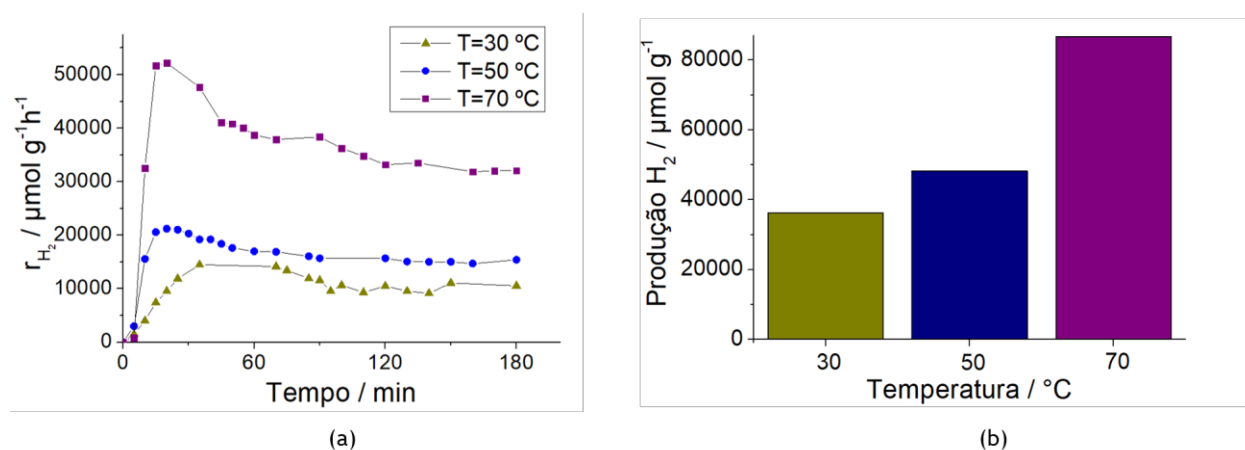 T=30 ºC
T=50 ºC
T=70 ºC
r_H₂ / µmol g⁻¹h⁻¹
50000
40000
30000
20000
10000
0
0 60 120 180
Tempo / min
(a)
Produção H₂ / µmol g⁻¹
80000
60000
40000
20000
0
30 50 70
Temperatura / °C
(b)